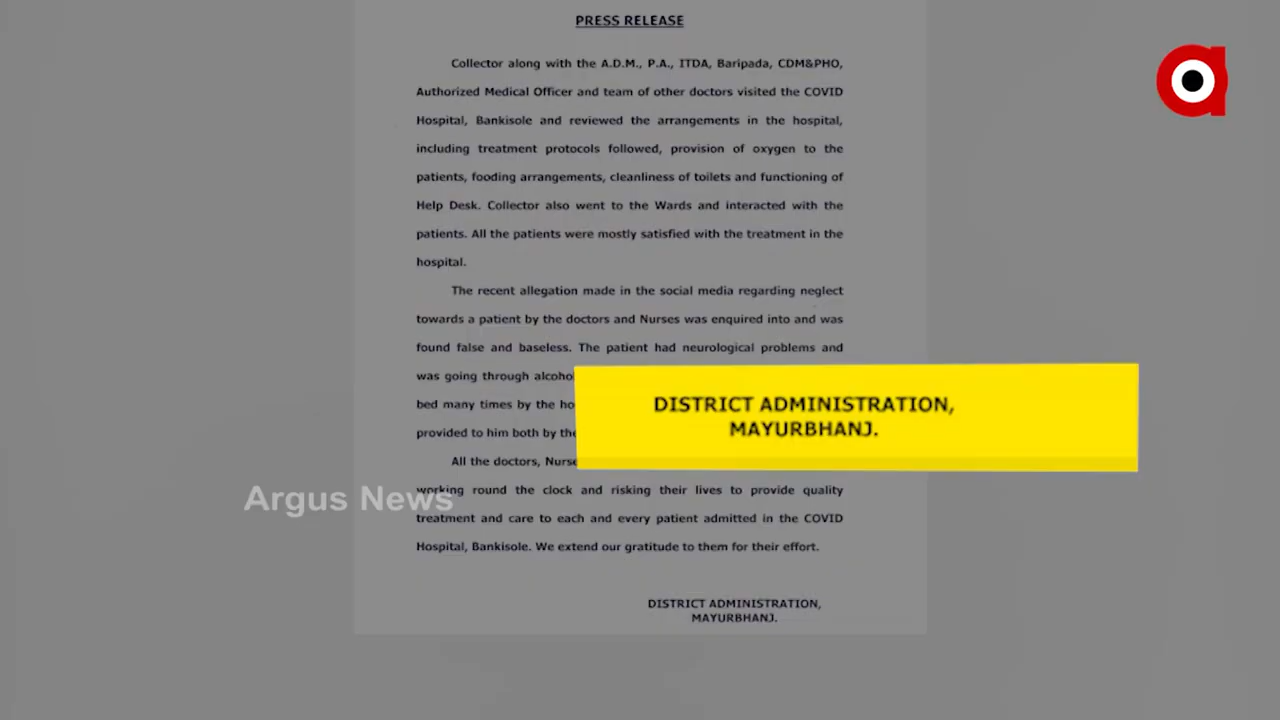 PRESS RELEASE
Collector along with the A.D.M., P.A., ITDA, Baripada, CDM&PHO,
Authorized Medical Officer and team of other doctors visited the COVID
Hospital, Bankisole and reviewed the arrangements in the hospital,
including treatment protocols followed, provision of oxygen to the
patients, fooding arrangements, cleanliness of toilets and functioning of
Help Desk. Collector also went to the Wards and interacted with the
patients. All the patients were mostly satisfied with the treatment in the
hospital.
The recent allegation made in the social media regarding neglect
towards a patient by the doctors and Nurses was enquired into and was
found false and baseless. The patient had neurological problems and
was going through
bed many times by the
provided to him both by the
All the doctors,
working round the clock and risking their lives to provide quality
treatment and care to each and every patient admitted in the COVID
Hospital, Bankisole. We extend our gratitude to them for their effort.
DISTRICT ADMINISTRATION,
MAYURBHANJ.
DISTRICT ADMINISTRATION,
MAYURBHANJ.
Argus News